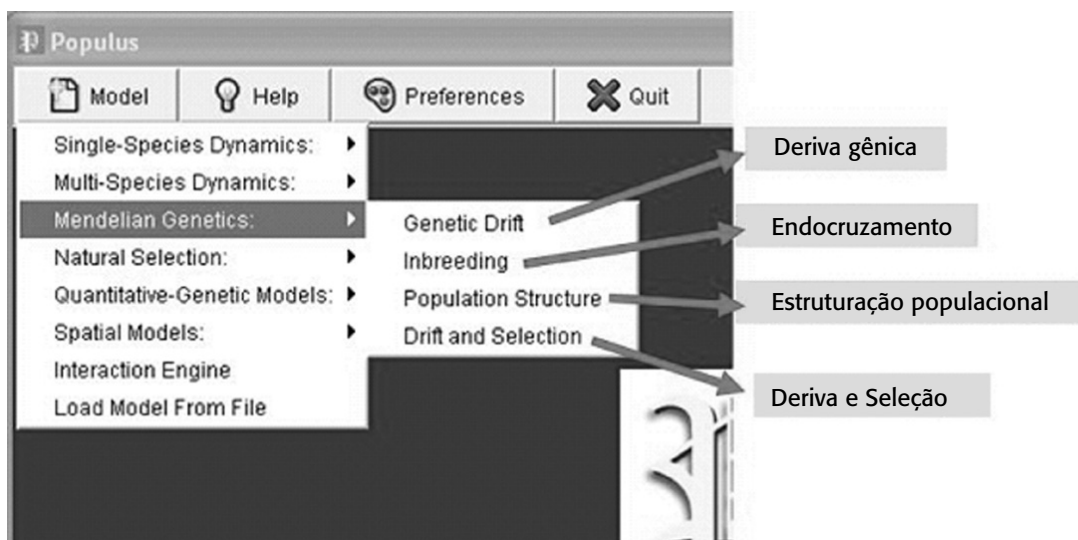 Populus
Model Help Preferences Quit
Single-Species Dynamics:
Multi-Species Dynamics:
Mendelian Genetics:
Natural Selection:
Quantitative-Genetic Models:
Spatial Models:
Interaction Engine
Load Model From File
Genetic Drift
Inbreeding
Population Structure
Drift and Selection
Deriva gênica
Endocruzamento
Estruturação populacional
Deriva e Seleção